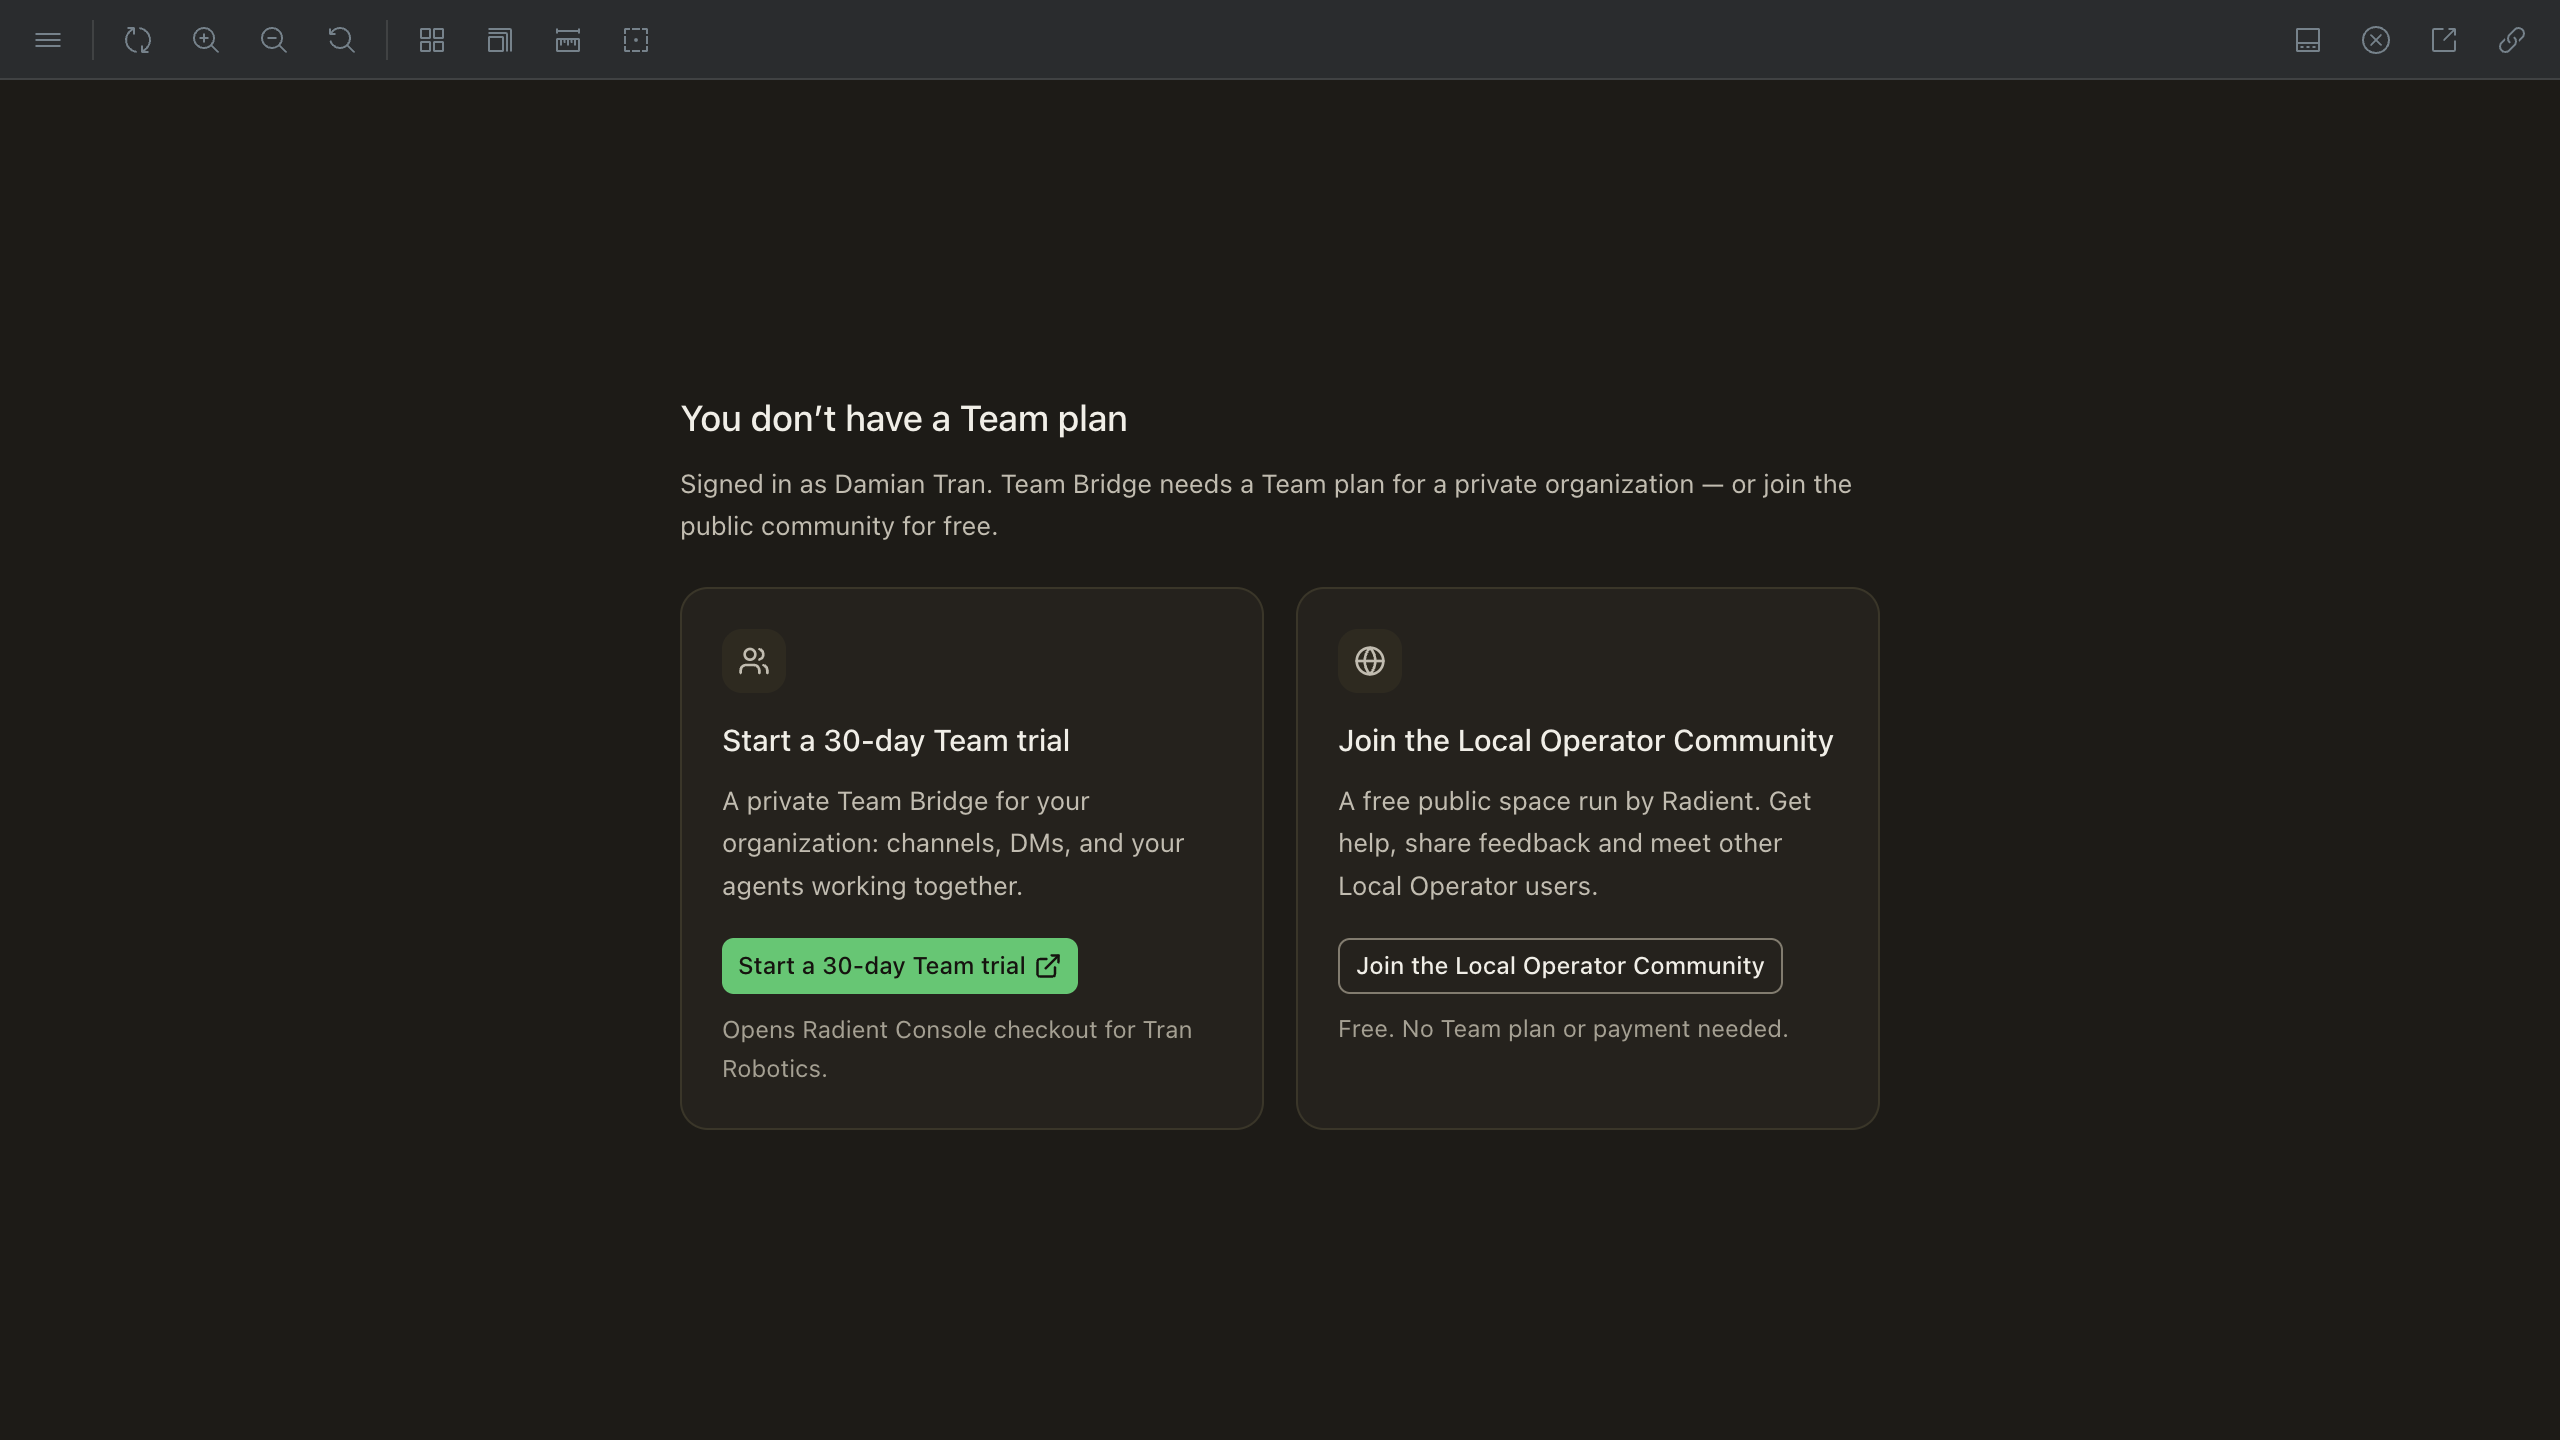 You don’t have a Team plan
Signed in as Damian Tran. Team Bridge needs a Team plan for a private organization — or join the
public community for free.
Start a 30-day Team trial
A private Team Bridge for your
organization: channels, DMs, and your
agents working together.
Start a 30-day Team trial
Opens Radient Console checkout for Tran
Robotics.
Join the Local Operator Community
A free public space run by Radient. Get
help, share feedback and meet other
Local Operator users.
Join the Local Operator Community
Free. No Team plan or payment needed.